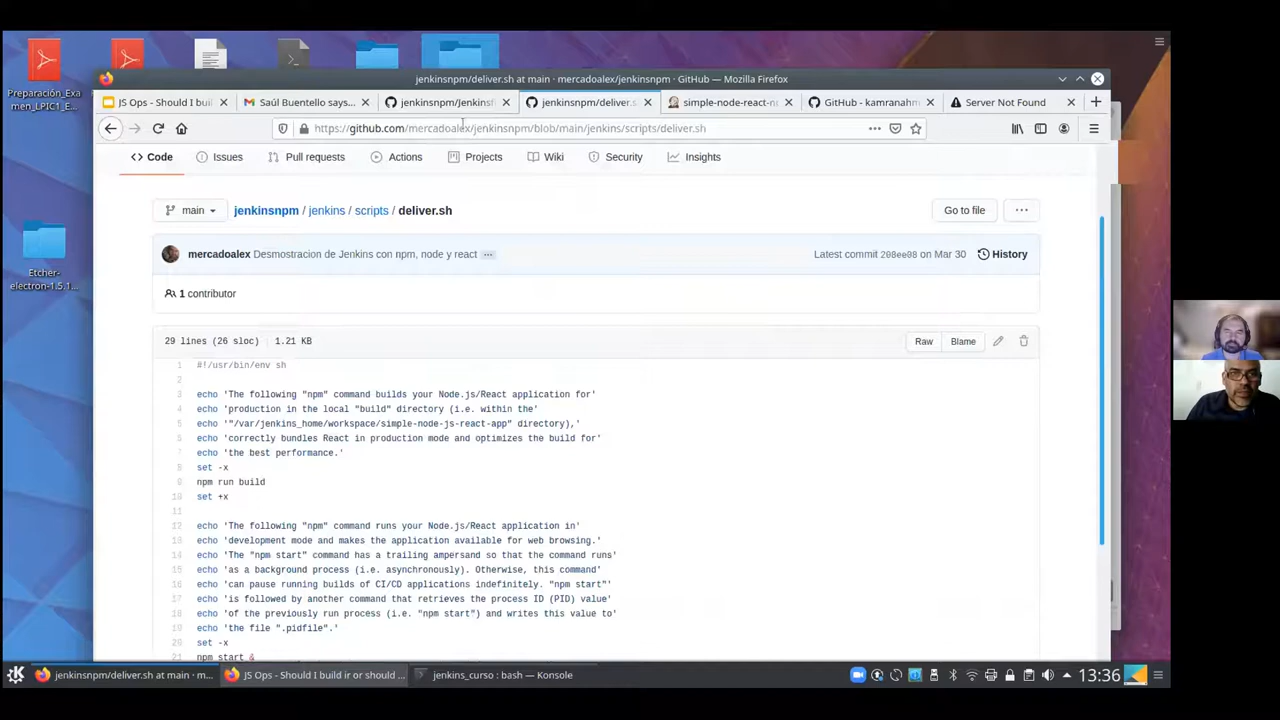 Preparación_Exa
men_LPIC1_E...
Etcher-
electron-1.5.1...
jenkinsnpm/deliver.sh at main · mercadoalex/jenkinsnpm · GitHub — Mozilla Firefox
JS Ops - Should I buil
Saúl Buentello says...
jenkinsnpm/Jenkinsf
jenkinsnpm/deliver.s
simple-node-react-n
GitHub - kamranahm
Server Not Found
https://github.com/mercadoalex/jenkinsnpm/blob/main/jenkins/scripts/deliver.sh
Code
Issues
Pull requests
Actions
Projects
Wiki
Security
Insights
main
jenkinsnpm / jenkins / scripts / deliver.sh
Go to file
mercadoalex Desmostracion de Jenkins con npm, node y react
Latest commit 208ee08 on Mar 30
History
1 contributor
29 lines (26 sloc) | 1.21 KB
Raw
Blame
1 #!/usr/bin/env sh
2
3 echo 'The following "npm" command builds your Node.js/React application for'
4 echo 'production in the local "build" directory (i.e. within the'
5 echo '"/var/jenkins_home/workspace/simple-node-js-react-app" directory),'
6 echo 'correctly bundles React in production mode and optimizes the build for'
7 echo 'the best performance.'
8 set -x
9 npm run build
10 set +x
11
12 echo 'The following "npm" command runs your Node.js/React application in'
13 echo 'development mode and makes the application available for web browsing.'
14 echo 'The "npm start" command has a trailing ampersand so that the command runs'
15 echo 'as a background process (i.e. asynchronously). Otherwise, this command'
16 echo 'can pause running builds of CI/CD applications indefinitely. "npm start"'
17 echo 'is followed by another command that retrieves the process ID (PID) value'
18 echo 'of the previously run process (i.e. "npm start") and writes this value to'
19 echo 'the file ".pidfile".'
20 set -x
21 npm start &
jenkinsnpm/deliver.sh at main · m...
JS Ops - Should I build ir or should ...
jenkins_curso : bash — Konsole
13:36